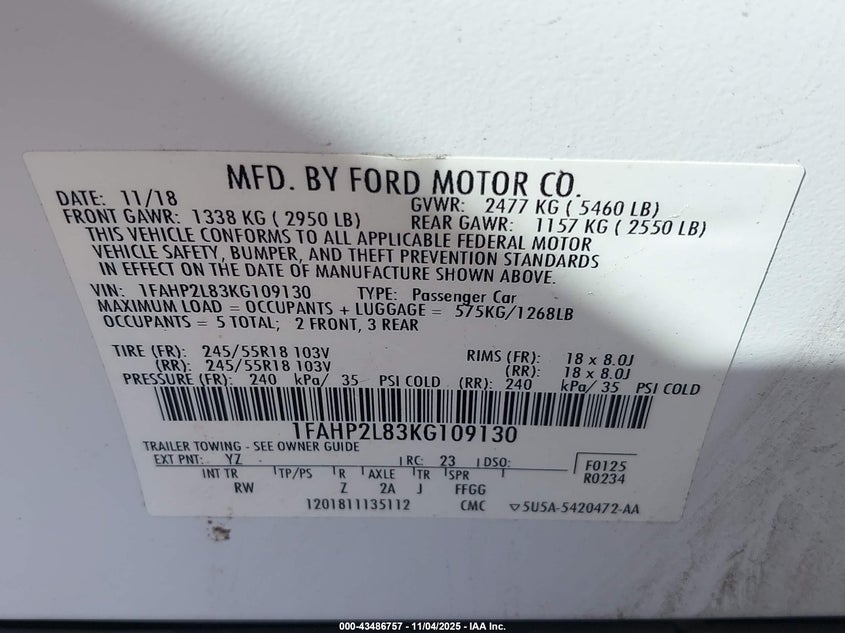 MFD. BY FORD MOTOR CO.
DATE: 11/18 GVWR: 2477 KG ( 5460 LB)
FRONT GAWR: 1338 KG ( 2950 LB) REAR GAWR: 1157 KG ( 2550 LB)
THIS VEHICLE CONFORMS TO ALL APPLICABLE FEDERAL MOTOR
VEHICLE SAFETY, BUMPER, AND THEFT PREVENTION STANDARDS
IN EFFECT ON THE DATE OF MANUFACTURE SHOWN ABOVE.
VIN: 1FAHP2L83KG109130 TYPE: Passenger Car
MAXIMUM LOAD = OCCUPANTS + LUGGAGE = 575KG/1268LB
OCCUPANTS = 5 TOTAL; 2 FRONT, 3 REAR
TIRE (FR): 245/55R18 103V RIMS (FR): 18 x 8.0J
(RR): 245/55R18 103V (RR): 18 x 8.0J
PRESSURE (FR): 240 kPa/ 35 PSI COLD (RR): 240 kPa/ 35 PSI COLD
1FAHP2L83KG109130
TRAILER TOWING - SEE OWNER GUIDE
EXT PNT: YZ RC: 23 DSO: F0125
INT TR TP/PS R AXLE TR SPR R0234
RW Z 2A J FFGG
1201811135112 CMC ▽5U5A-5420472-AA
000-43486757 - 11/04/2025 - IAA Inc.